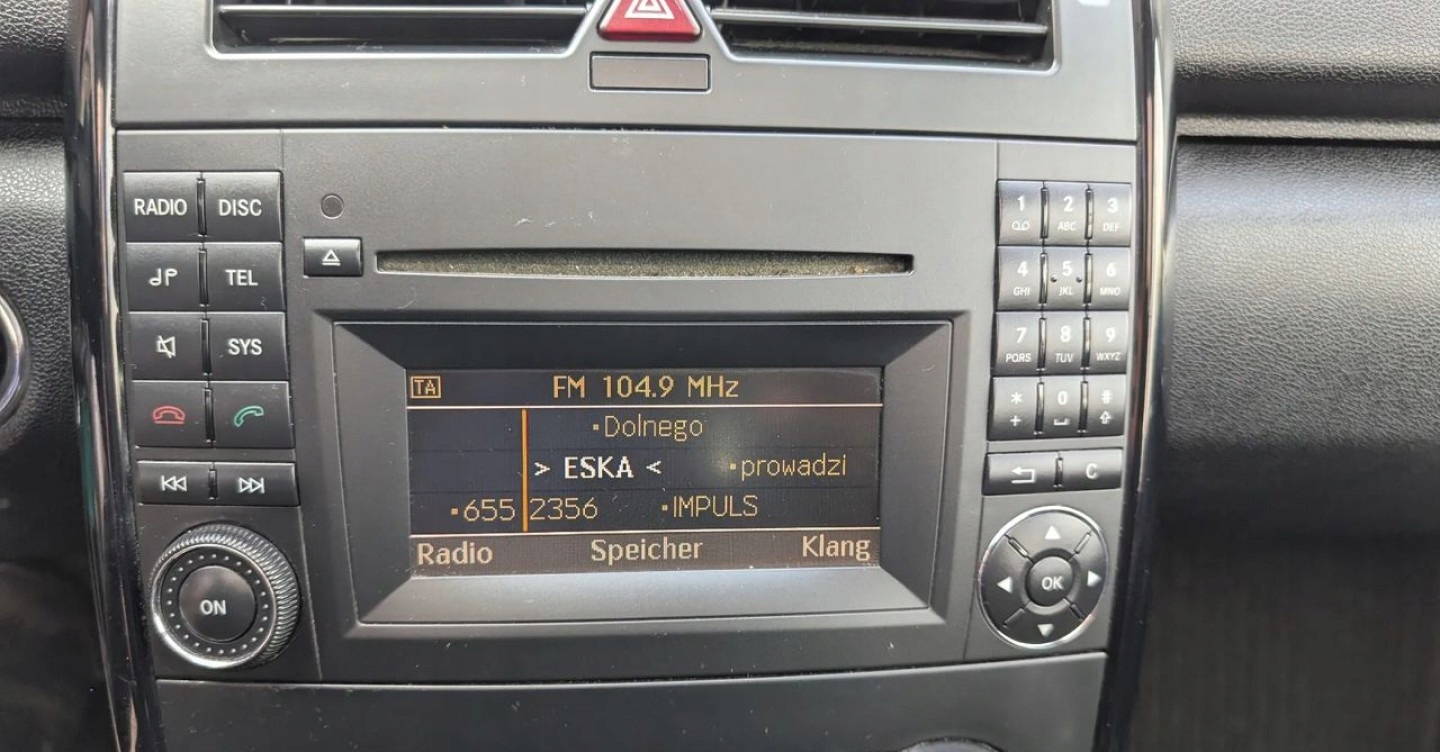 RADIO DISC
TEL
SYS
TA FM 104.9 MHz
•Dolnego
> ESKA < •prowadzi
•655 2356 •IMPULS
Radio Speicher Klang
ON
1 2 3
ABC DEF
4 5 6
GHI JKL MNO
7 8 9
PQRS TUV WXYZ
* 0 #
+
C
OK